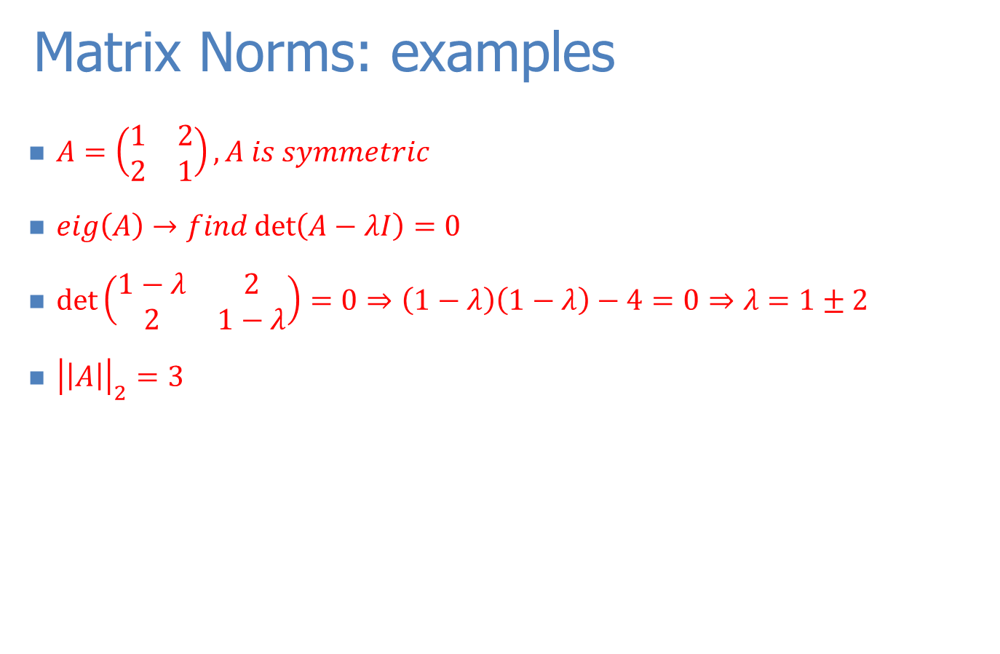 Matrix Norms: examples
■ A = (1 2 2 1), A is symmetric
■ eig(A) → find det(A − λI) = 0
■ det (1 − λ 2 2 1 − λ) = 0 ⇒ (1 − λ)(1 − λ) − 4 = 0 ⇒ λ = 1 ± 2
■ ||A||₂ = 3